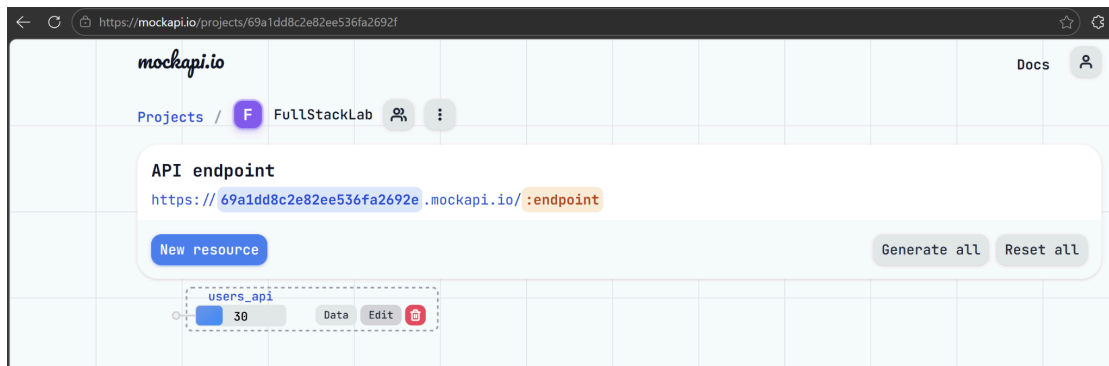 https://mockapi.io/projects/69a1dd8c2e82ee536fa2692f
mockapi.io
Docs
Projects / F FullStackLab
API endpoint
https://69a1dd8c2e82ee536fa2692e.mockapi.io/:endpoint
New resource
Generate all
Reset all
users_api
30
Data
Edit